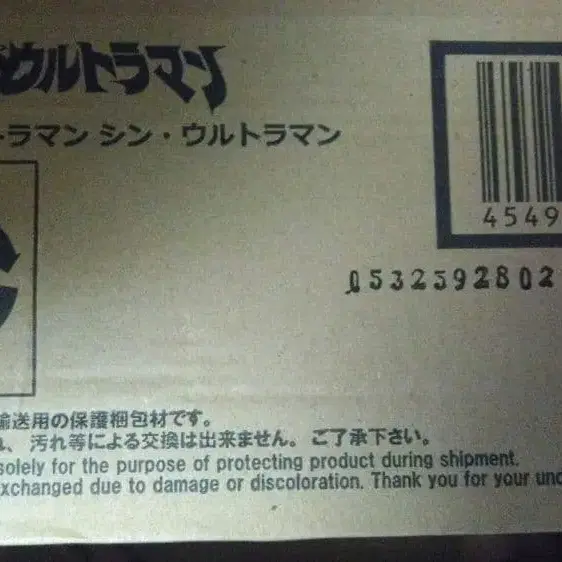 ウルトラマン
トラマン シン・ウルトラマン
4549
0532592802
輸送用の保護梱包材です。
、汚れ等による交換は出来ません。ご了承下さい。
solely for the purpose of protecting product during shipment.
exchanged due to damage or discoloration. Thank you for your